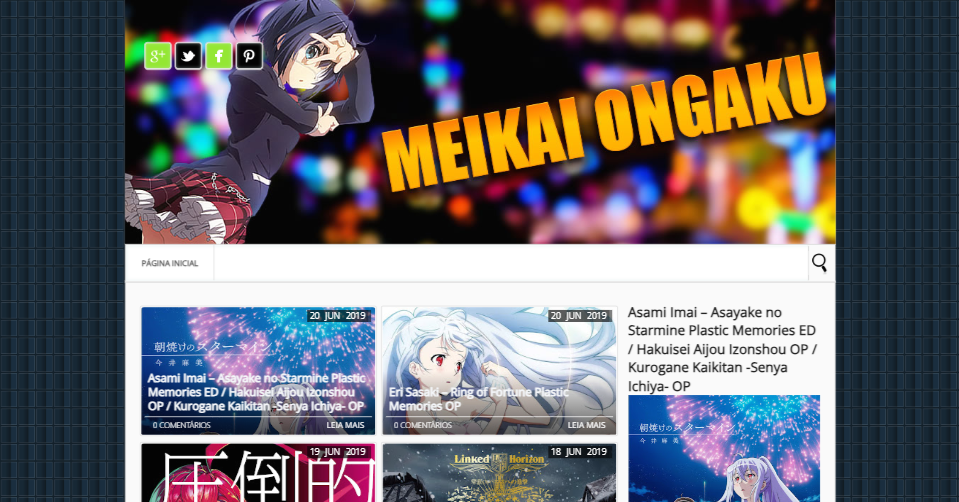 g+
MEIKAI ONGAKU
PÁGINA INICIAL
20 JUN 2019
朝焼けのスターマイン
今井麻美
Asami Imai – Asayake no Starmine Plastic
Memories ED / Hakuisei Aijou Izonshou
OP / Kurogane Kaikitan -Senya Ichiya- OP
0 COMENTÁRIOS
LEIA MAIS
20 JUN 2019
Eri Sasaki – Ring of Fortune Plastic
Memories OP
0 COMENTÁRIOS
LEIA MAIS
Asami Imai – Asayake no
Starmine Plastic Memories ED
/ Hakuisei Aijou Izonshou OP /
Kurogane Kaikitan -Senya
Ichiya- OP
朝焼けのスターマイン
今井麻美
19 JUN 2019
圧倒的
18 JUN 2019
Linked Horizon